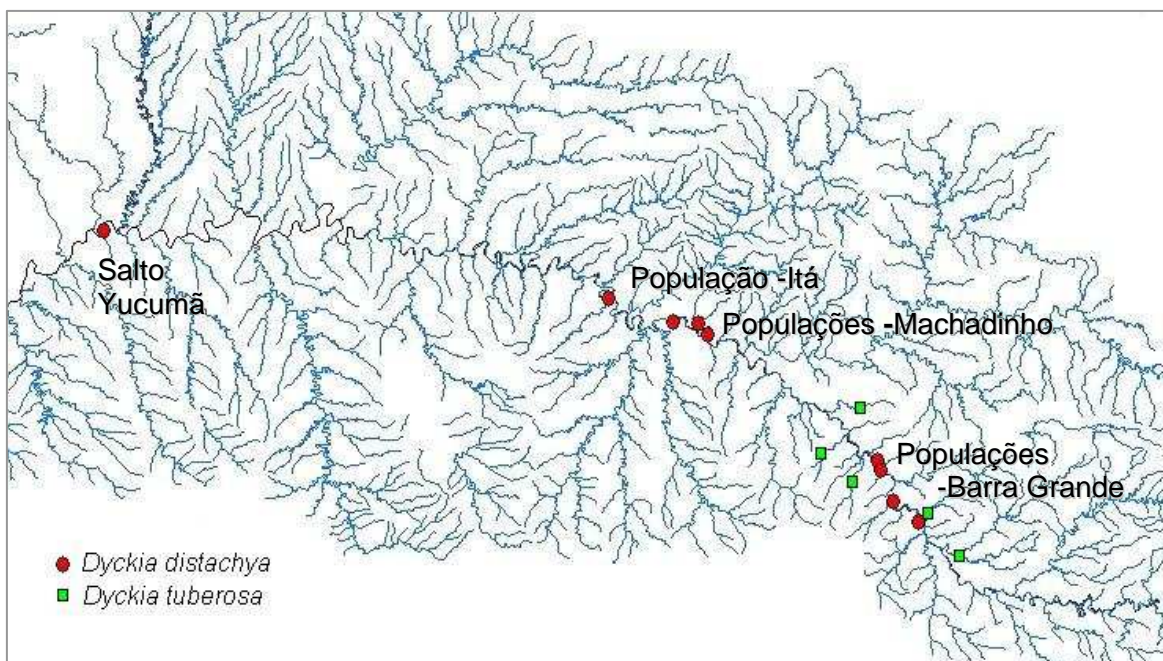 Salto
Yucumã
População -Itá
Populações -Machadinho
Populações
-Barra Grande
Dyckia distachya
Dyckia tuberosa